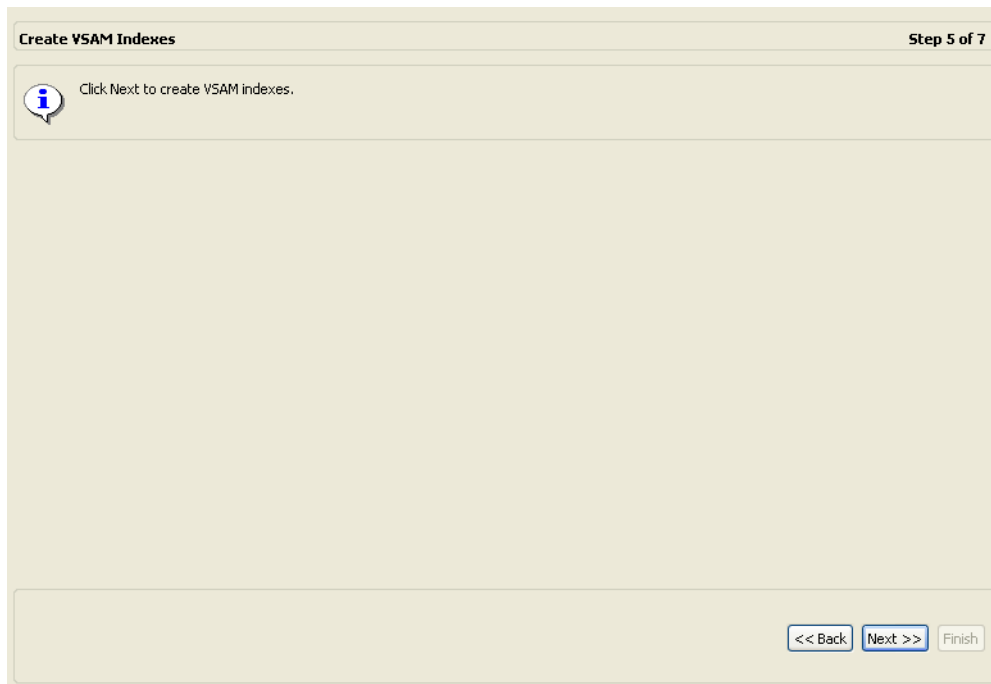 Create VSAM Indexes Step 5 of 7
Click Next to create VSAM indexes.
<< Back Next >> Finish